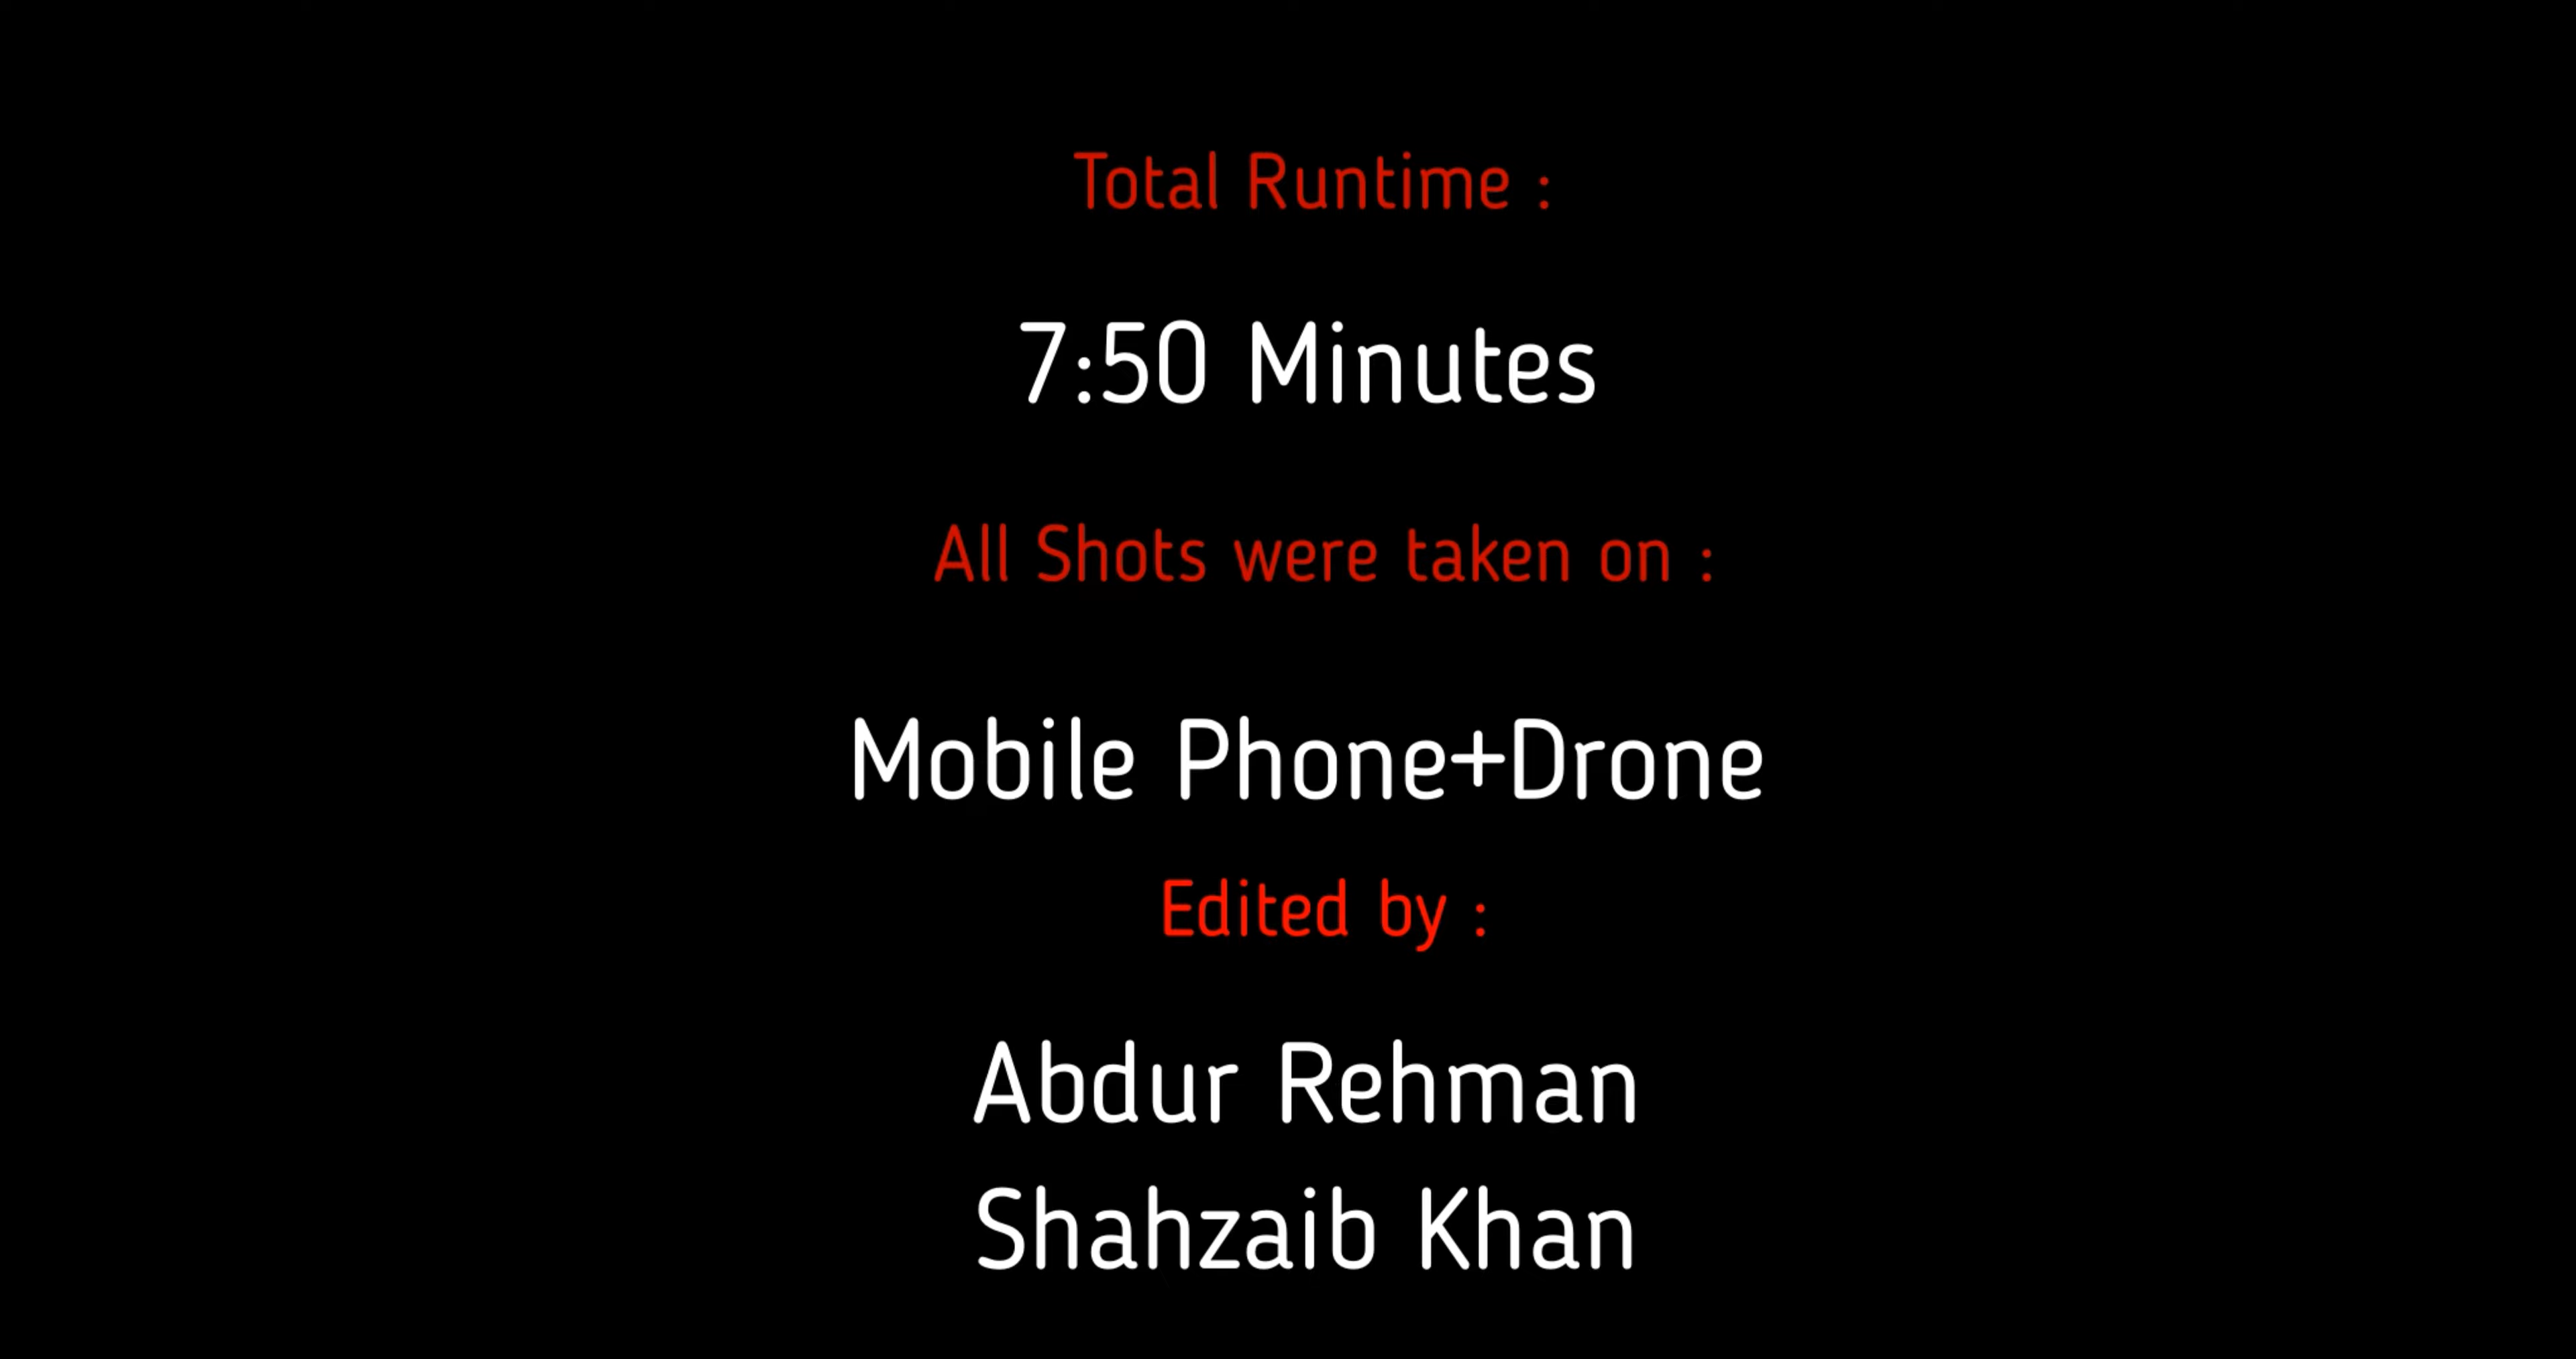 Total Runtime :
7:50 Minutes
All Shots were taken on :
Mobile Phone+Drone
Edited by :
Abdur Rehman
Shahzaib Khan